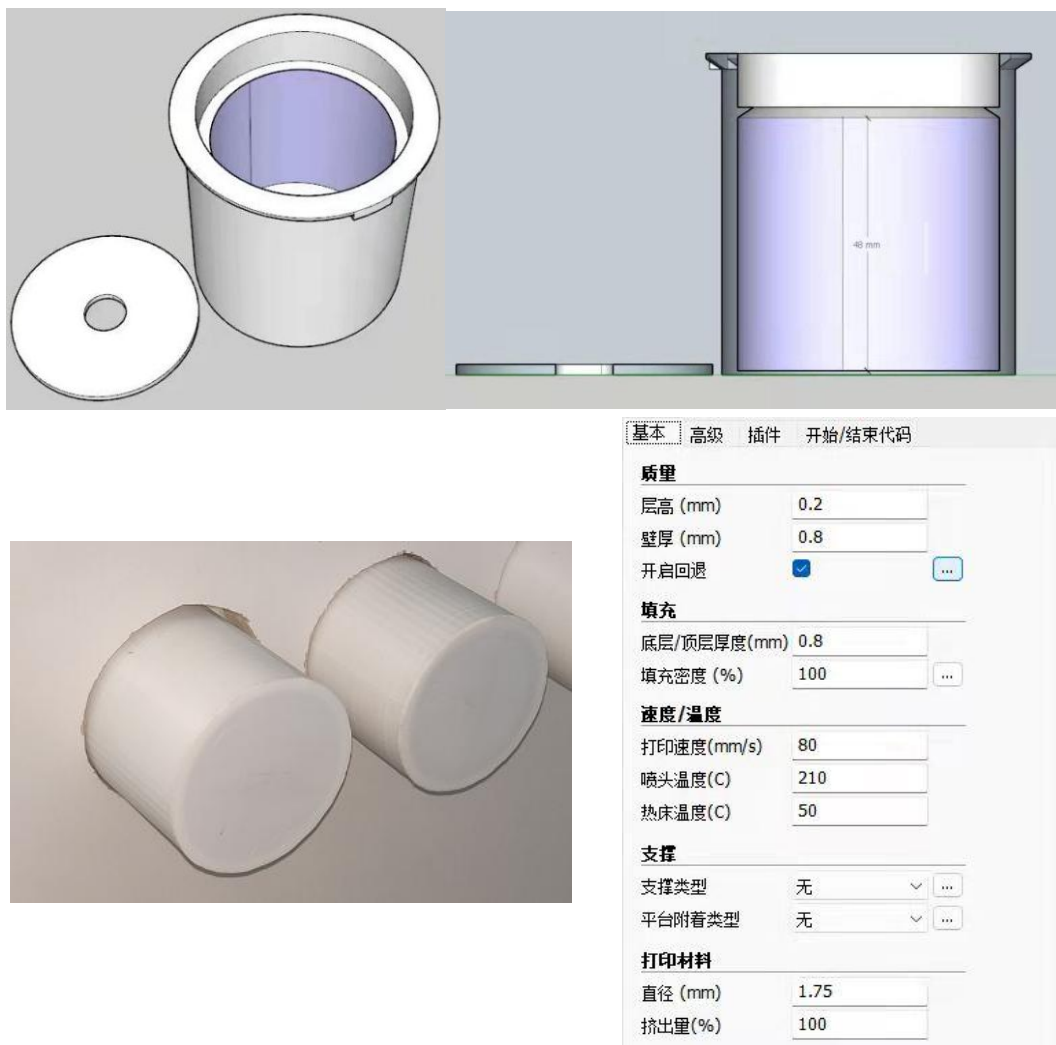 48 mm
基本 高级 插件 开始/结束代码
质量
层高 (mm) 0.2
壁厚 (mm) 0.8
开启回退 ...
填充
底层/顶层厚度(mm) 0.8
填充密度 (%) 100 ...
速度/温度
打印速度(mm/s) 80
喷头温度(C) 210
热床温度(C) 50
支撑
支撑类型 无 ...
平台附着类型 无 ...
打印材料
直径 (mm) 1.75
挤出量(%) 100